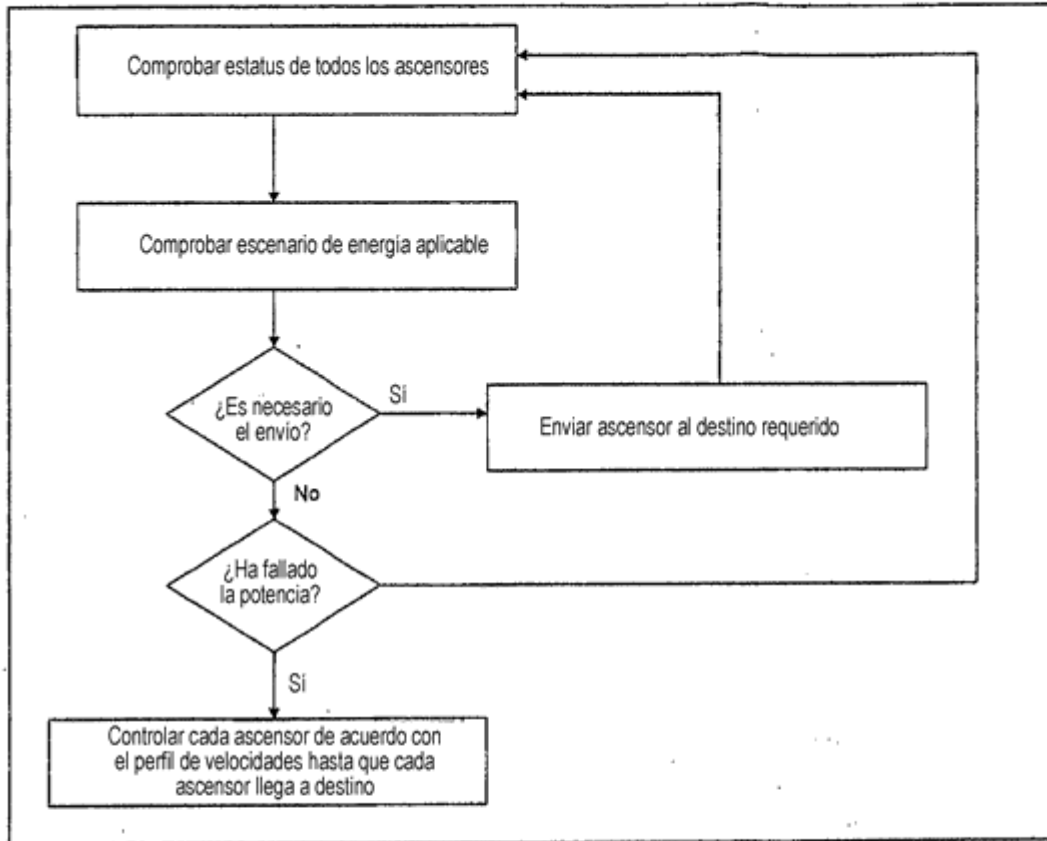 Comprobar estatus de todos los ascensores
Comprobar escenario de energía aplicable
¿Es necesario
el envío?
Sí
Enviar ascensor al destino requerido
No
¿Ha fallado
la potencia?
Sí
Controlar cada ascensor de acuerdo con
el perfil de velocidades hasta que cada
ascensor llega a destino